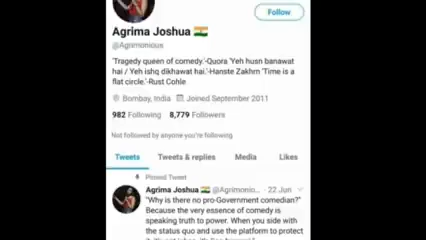 Follow
Agrima Joshua 🇮🇳
@Agrimonious
'Tragedy queen of comedy.'-Quora 'Yeh husn banawat
hai / Yeh ishq dikhawat hai.'-Hanste Zakhm 'Time is a
flat circle.'-Rust Cohle
Bombay, India Joined September 2011
982 Following 8,779 Followers
Not followed by anyone you're following
Tweets Tweets & replies Media Likes
Pinned Tweet
Agrima Joshua 🇮🇳 @Agrimonio... · 22 Jun
"Why is there no pro-Government comedian?"
Because the very essence of comedy is
speaking truth to power. When you side with
the status quo and use the platform to protect